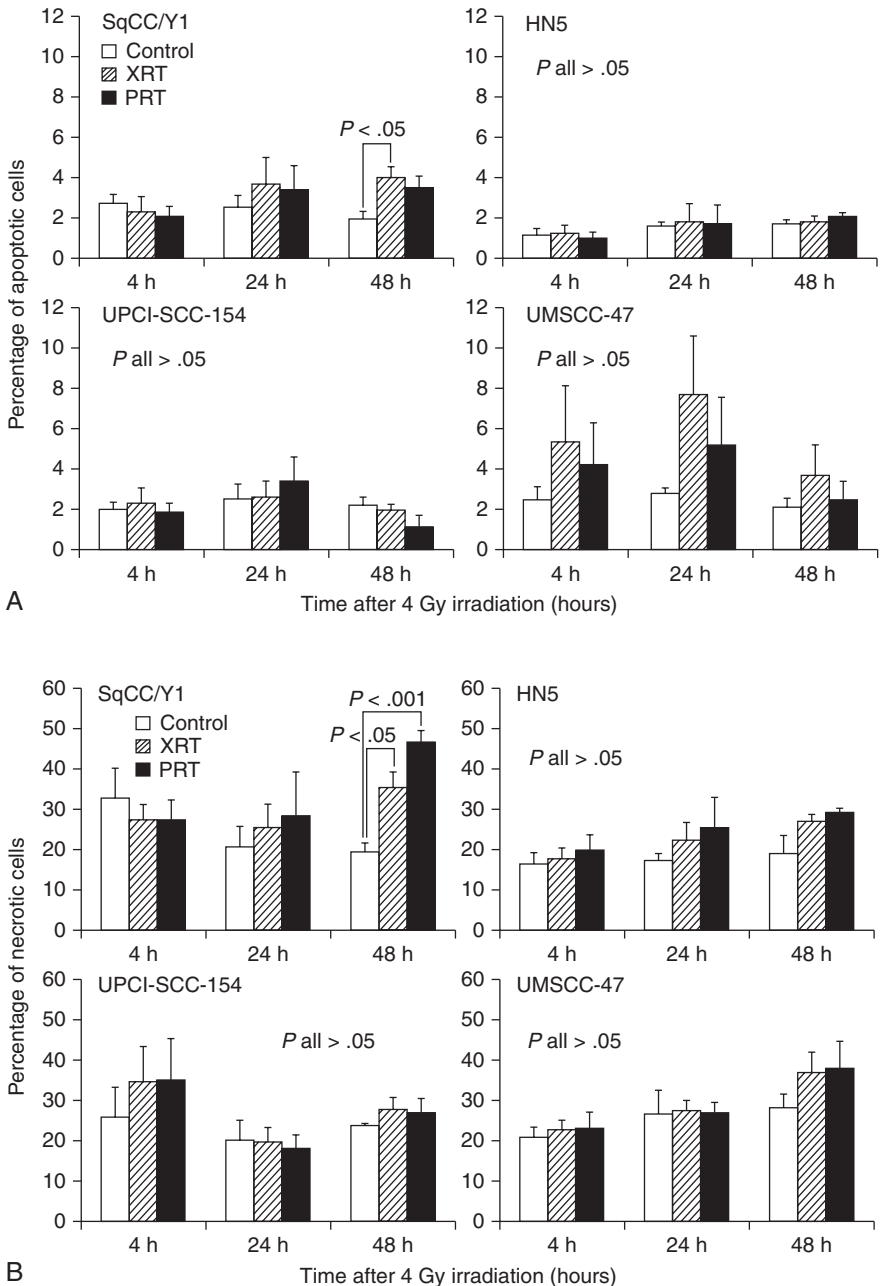 Percentage of apoptotic cells
SqCC/Y1
Control
XRT
PRT
P < .05
12
10
8
6
4
2
0
4 h 24 h 48 h
HN5
P all > .05
12
10
8
6
4
2
0
4 h 24 h 48 h
UPCI-SCC-154
P all > .05
12
10
8
6
4
2
0
4 h 24 h 48 h
UMSCC-47
P all > .05
12
10
8
6
4
2
0
4 h 24 h 48 h
A
Time after 4 Gy irradiation (hours)
Percentage of necrotic cells
SqCC/Y1
Control
XRT
PRT
P < .001
P < .05
60
50
40
30
20
10
0
4 h 24 h 48 h
HN5
P all > .05
60
50
40
30
20
10
0
4 h 24 h 48 h
UPCI-SCC-154
P all > .05
60
50
40
30
20
10
0
4 h 24 h 48 h
UMSCC-47
P all > .05
60
50
40
30
20
10
0
4 h 24 h 48 h
B
Time after 4 Gy irradiation (hours)